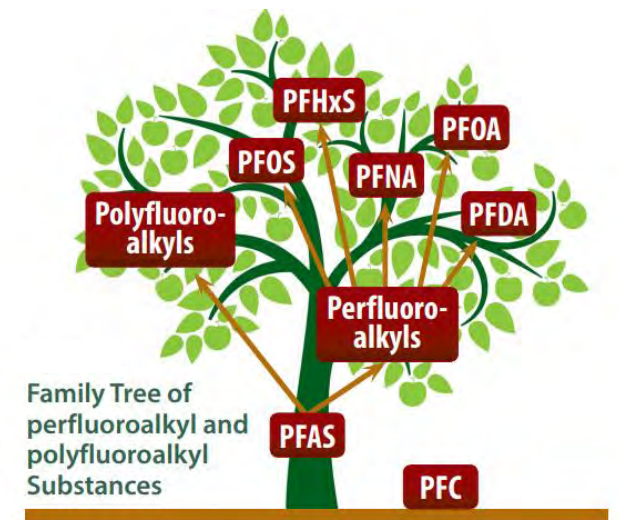 PFHxS
PFOA
PFOS
PFNA
Polyfluoro-
alkyls
PFDA
Perfluoro-
alkyls
Family Tree of
perfluoroalkyl and
polyfluoroalkyl
Substances
PFAS
PFC